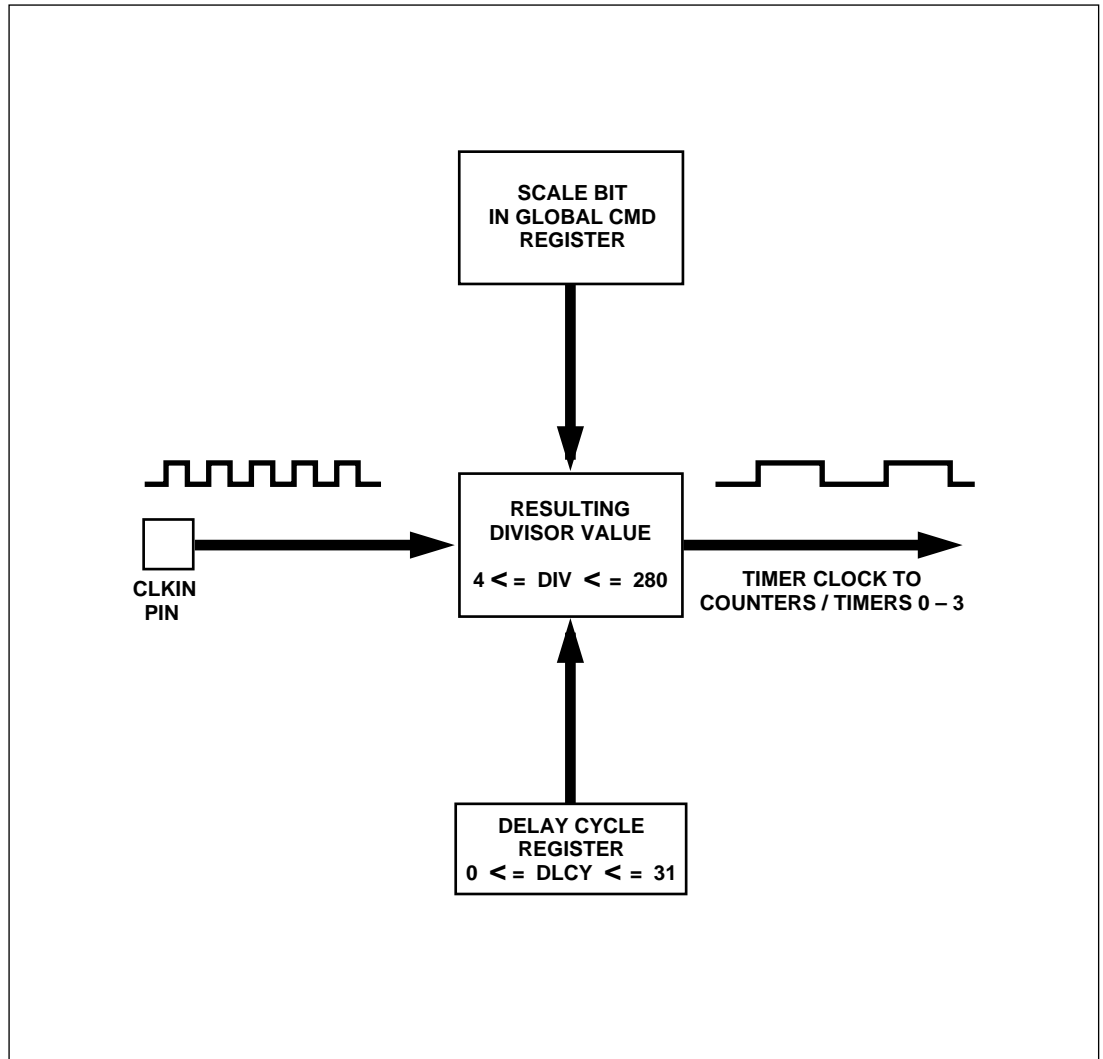 SCALE BIT
IN GLOBAL CMD
REGISTER
RESULTING
DIVISOR VALUE
4 < = DIV < = 280
CLKIN
PIN
TIMER CLOCK TO
COUNTERS / TIMERS 0 – 3
DELAY CYCLE
REGISTER
0 < = DLCY < = 31